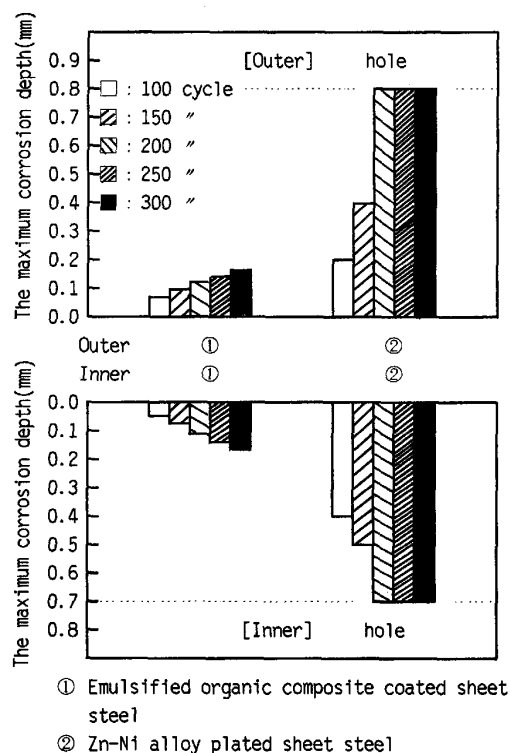 The maximum corrosion depth(mm)
[Outer] hole
0.9
0.8
0.7
0.6
0.5
0.4
0.3
0.2
0.1
0.0
: 100 cycle
: 150 〃
: 200 〃
: 250 〃
: 300 〃
Outer ① ②
Inner ① ②
The maximum corrosion depth(mm)
0.0
0.1
0.2
0.3
0.4
0.5
0.6
0.7
0.8
[Inner] hole
① Emulsified organic composite coated sheet
steel
② Zn-Ni alloy plated sheet steel